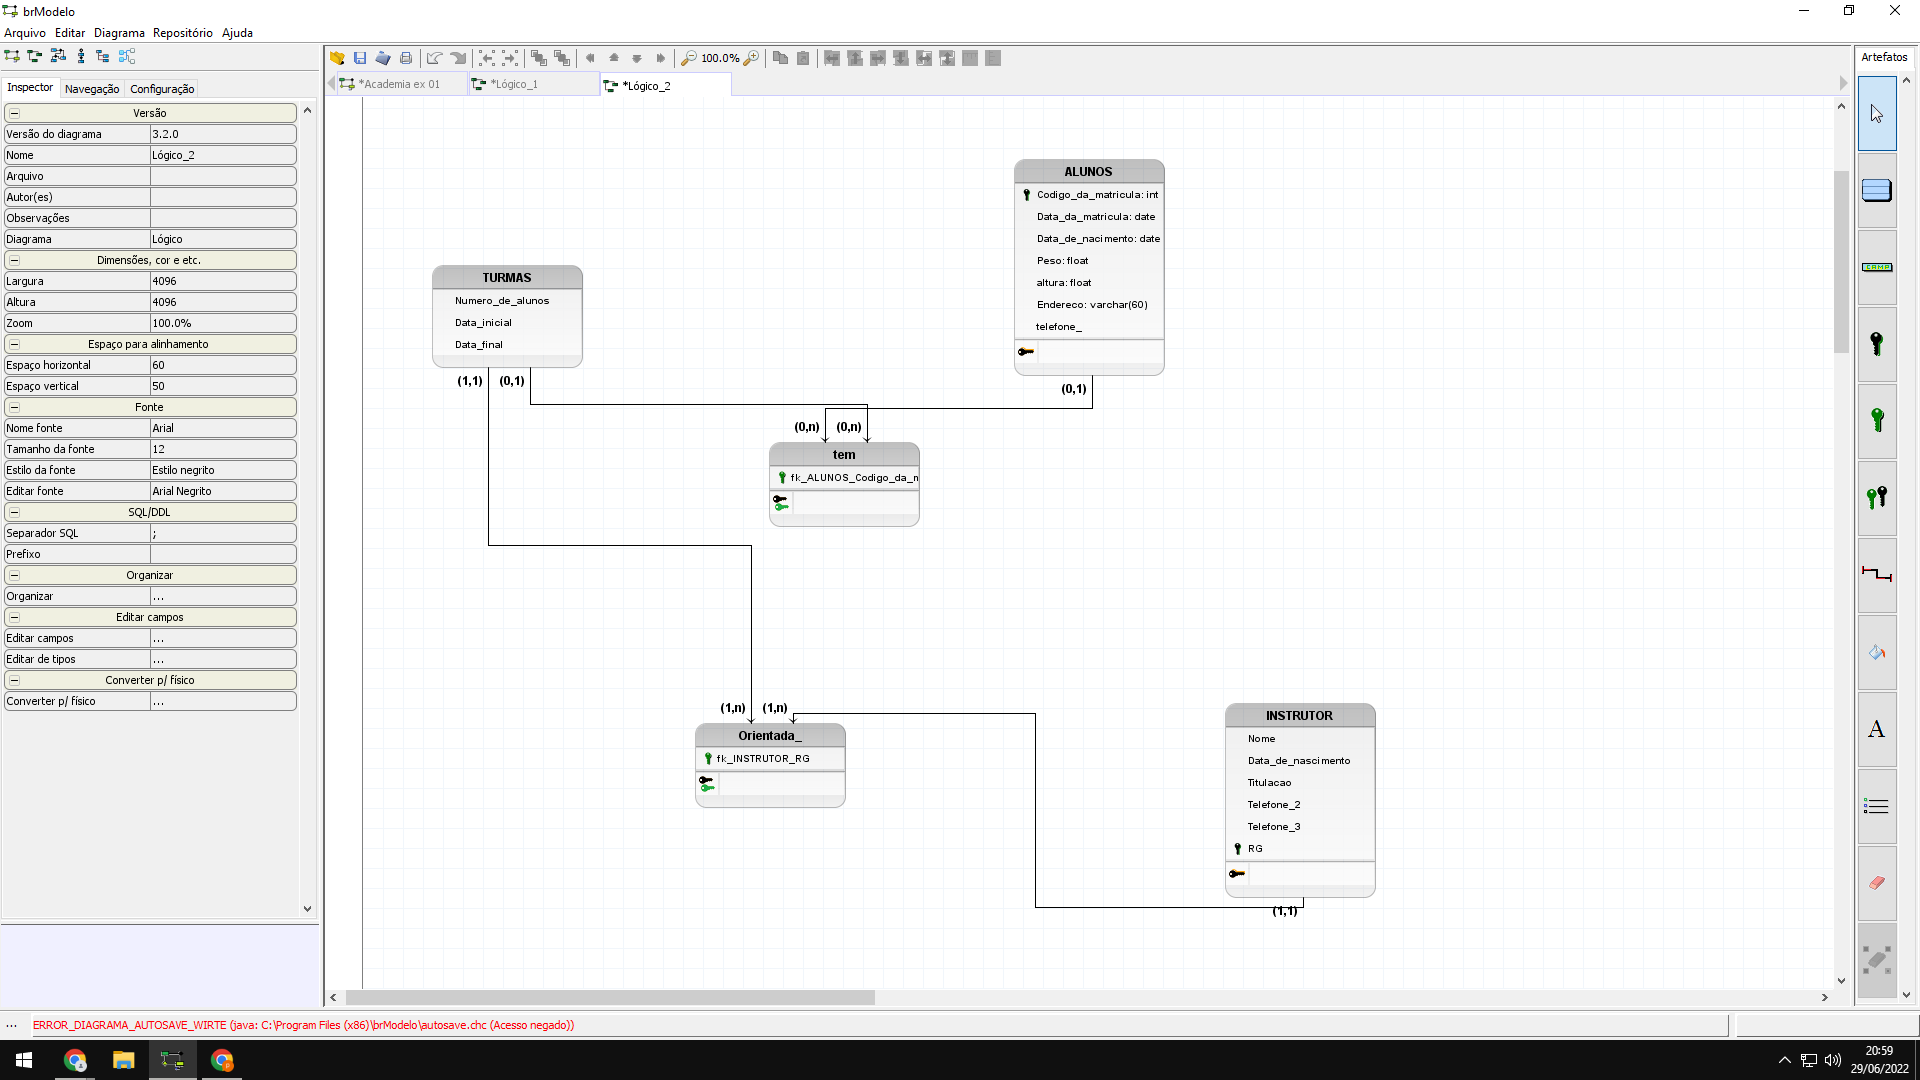 brModelo
Arquivo Editar Diagrama Repositório Ajuda
100.0%
Artefatos
Inspector Navegação Configuração
*Academia ex 01 *Lógico_1 *Lógico_2
Versão
Versão do diagrama 3.2.0
Nome Lógico_2
Arquivo
Autor(es)
Observações
Diagrama Lógico
Dimensões, cor e etc.
Largura 4096
Altura 4096
Zoom 100.0%
Espaço para alinhamento
Espaço horizontal 60
Espaço vertical 50
Fonte
Nome fonte Arial
Tamanho da fonte 12
Estilo da fonte Estilo negrito
Editar fonte Arial Negrito
SQL/DDL
Separador SQL ;
Prefixo
Organizar
Organizar ...
Editar campos
Editar campos ...
Editar de tipos ...
Converter p/ físico
Converter p/ físico ...
ALUNOS
Codigo_da_matricula: int
Data_da_matricula: date
Data_de_nacimento: date
Peso: float
altura: float
Endereco: varchar(60)
telefone_
(0,1)
TURMAS
Numero_de_alunos
Data_inicial
Data_final
(1,1) (0,1)
(0,n) (0,n)
tem
fk_ALUNOS_Codigo_da_n
(1,n) (1,n)
Orientada_
fk_INSTRUTOR_RG
INSTRUTOR
Nome
Data_de_nascimento
Titulacao
Telefone_2
Telefone_3
RG
(1,1)
CAMPO
A
... ERROR_DIAGRAMA_AUTOSAVE_WIRTE (java: C:\Program Files (x86)\brModelo\autosave.chc (Acesso negado))
20:59
29/06/2022